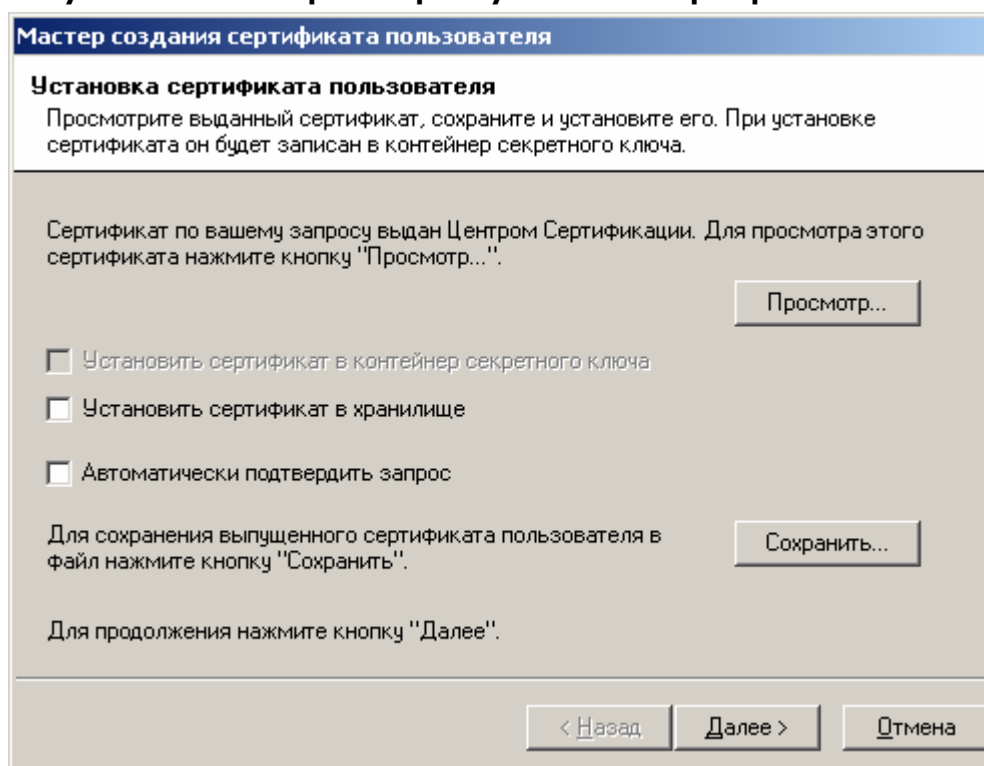 Мастер создания сертификата пользователя
Установка сертификата пользователя
Просмотрите выданный сертификат, сохраните и установите его. При установке
сертификата он будет записан в контейнер секретного ключа.
Сертификат по вашему запросу выдан Центром Сертификации. Для просмотра этого
сертификата нажмите кнопку "Просмотр...".
Просмотр...
Установить сертификат в контейнер секретного ключа
Установить сертификат в хранилище
Автоматически подтвердить запрос
Для сохранения выпущенного сертификата пользователя в
файл нажмите кнопку "Сохранить".
Сохранить...
Для продолжения нажмите кнопку "Далее".
< Назад
Далее >
Отмена